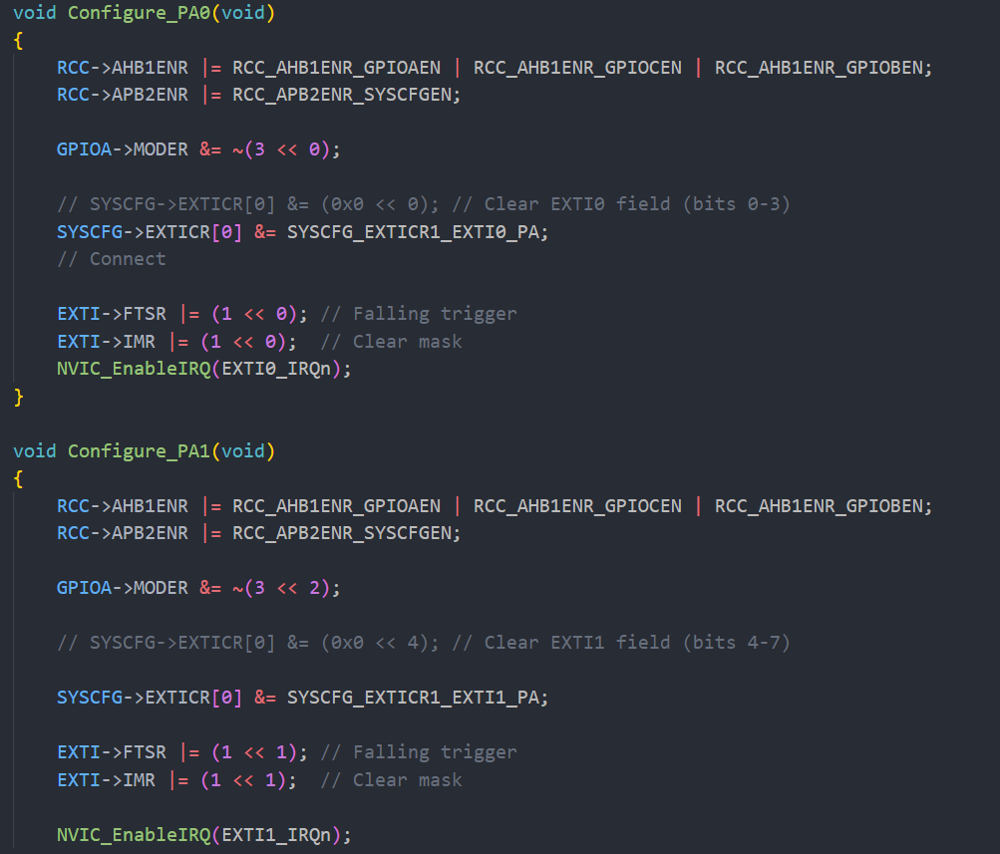 void Configure_PA0(void)
{
    RCC->AHB1ENR |= RCC_AHB1ENR_GPIOAEN | RCC_AHB1ENR_GPIOCEN | RCC_AHB1ENR_GPIOBEN;
    RCC->APB2ENR |= RCC_APB2ENR_SYSCFGEN;

    GPIOA->MODER &= ~(3 << 0);

    // SYSCFG->EXTICR[0] &= (0x0 << 0); // Clear EXTI0 field (bits 0-3)
    SYSCFG->EXTICR[0] &= SYSCFG_EXTICR1_EXTI0_PA;
    // Connect

    EXTI->FTSR |= (1 << 0); // Falling trigger
    EXTI->IMR |= (1 << 0);  // Clear mask
    NVIC_EnableIRQ(EXTI0_IRQn);
}

void Configure_PA1(void)
{
    RCC->AHB1ENR |= RCC_AHB1ENR_GPIOAEN | RCC_AHB1ENR_GPIOCEN | RCC_AHB1ENR_GPIOBEN;
    RCC->APB2ENR |= RCC_APB2ENR_SYSCFGEN;

    GPIOA->MODER &= ~(3 << 2);

    // SYSCFG->EXTICR[0] &= (0x0 << 4); // Clear EXTI1 field (bits 4-7)

    SYSCFG->EXTICR[0] &= SYSCFG_EXTICR1_EXTI1_PA;

    EXTI->FTSR |= (1 << 1); // Falling trigger
    EXTI->IMR |= (1 << 1);  // Clear mask

    NVIC_EnableIRQ(EXTI1_IRQn);